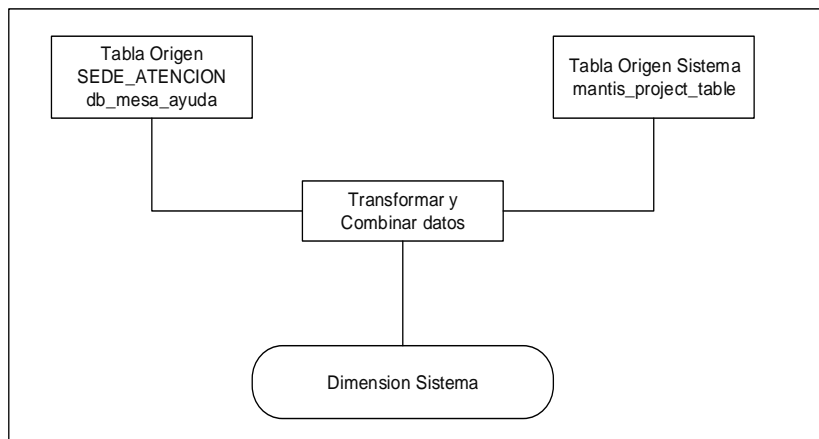 Tabla Origen
SEDE_ATENCION
db_mesa_ayuda
Tabla Origen Sistema
mantis_project_table
Transformar y
Combinar datos
Dimension Sistema